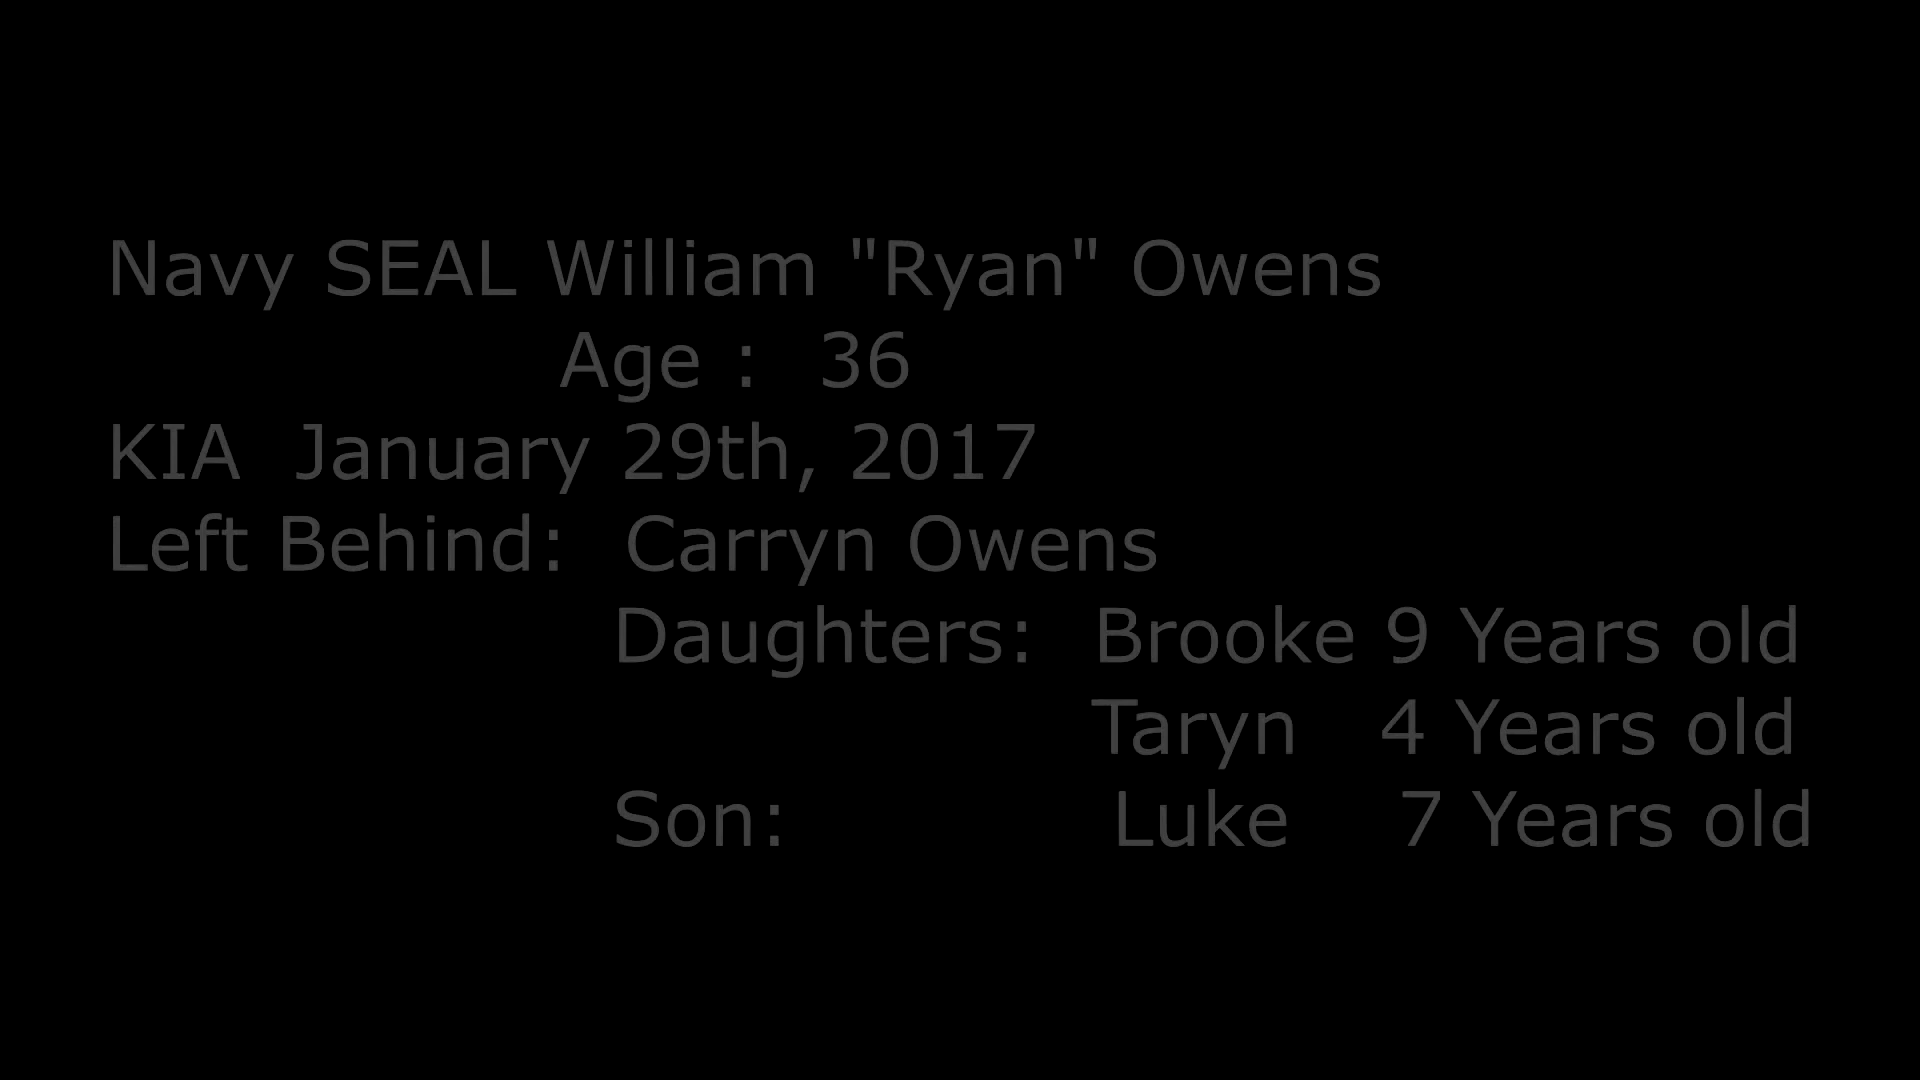 Navy SEAL William "Ryan" Owens
Age :  36
KIA  January 29th, 2017
Left Behind:  Carryn Owens
Daughters:  Brooke 9 Years old
Taryn   4 Years old
Son:   Luke   7 Years old